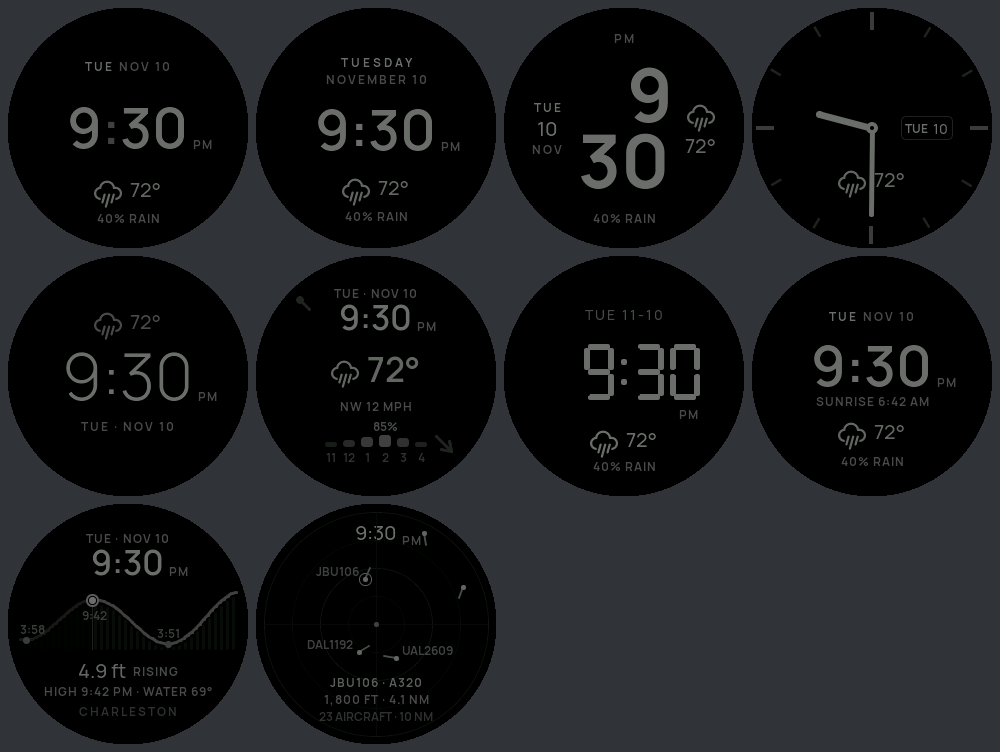 TUE NOV 10
9:30 PM
72°
40% RAIN
TUESDAY
NOVEMBER 10
9:30 PM
72°
40% RAIN
PM
9
30
TUE
10
NOV
72°
40% RAIN
TUE 10
72°
72°
9:30 PM
TUE · NOV 10
TUE · NOV 10
9:30 PM
72°
NW 12 MPH
85%
11 12 1 2 3 4
TUE 11-10
9:30
PM
72°
40% RAIN
TUE NOV 10
9:30 PM
SUNRISE 6:42 AM
72°
40% RAIN
TUE · NOV 10
9:30 PM
9:42
3:58
3:51
4.9 ft RISING
HIGH 9:42 PM · WATER 69°
CHARLESTON
9:30 PM
JBU106
DAL1192
UAL2609
JBU106 · A320
1,800 FT · 4.1 NM
23 AIRCRAFT · 10 NM